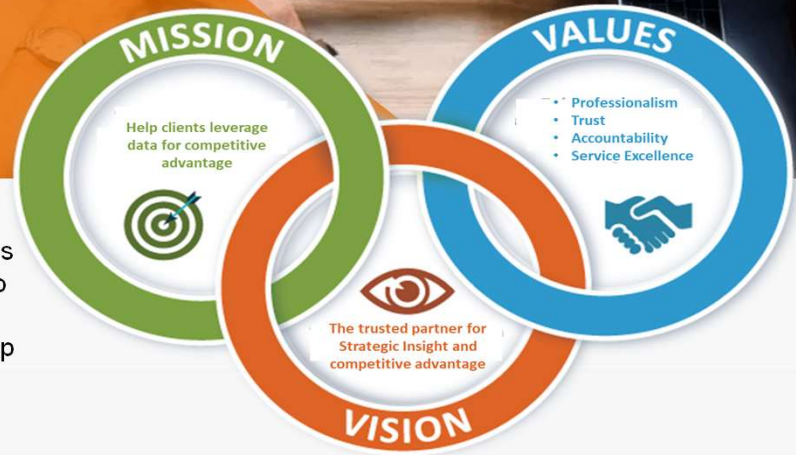 MISSION
Help clients leverage
data for competitive
advantage
VALUES
• Professionalism
• Trust
• Accountability
• Service Excellence
The trusted partner for
Strategic Insight and
competitive advantage
VISION